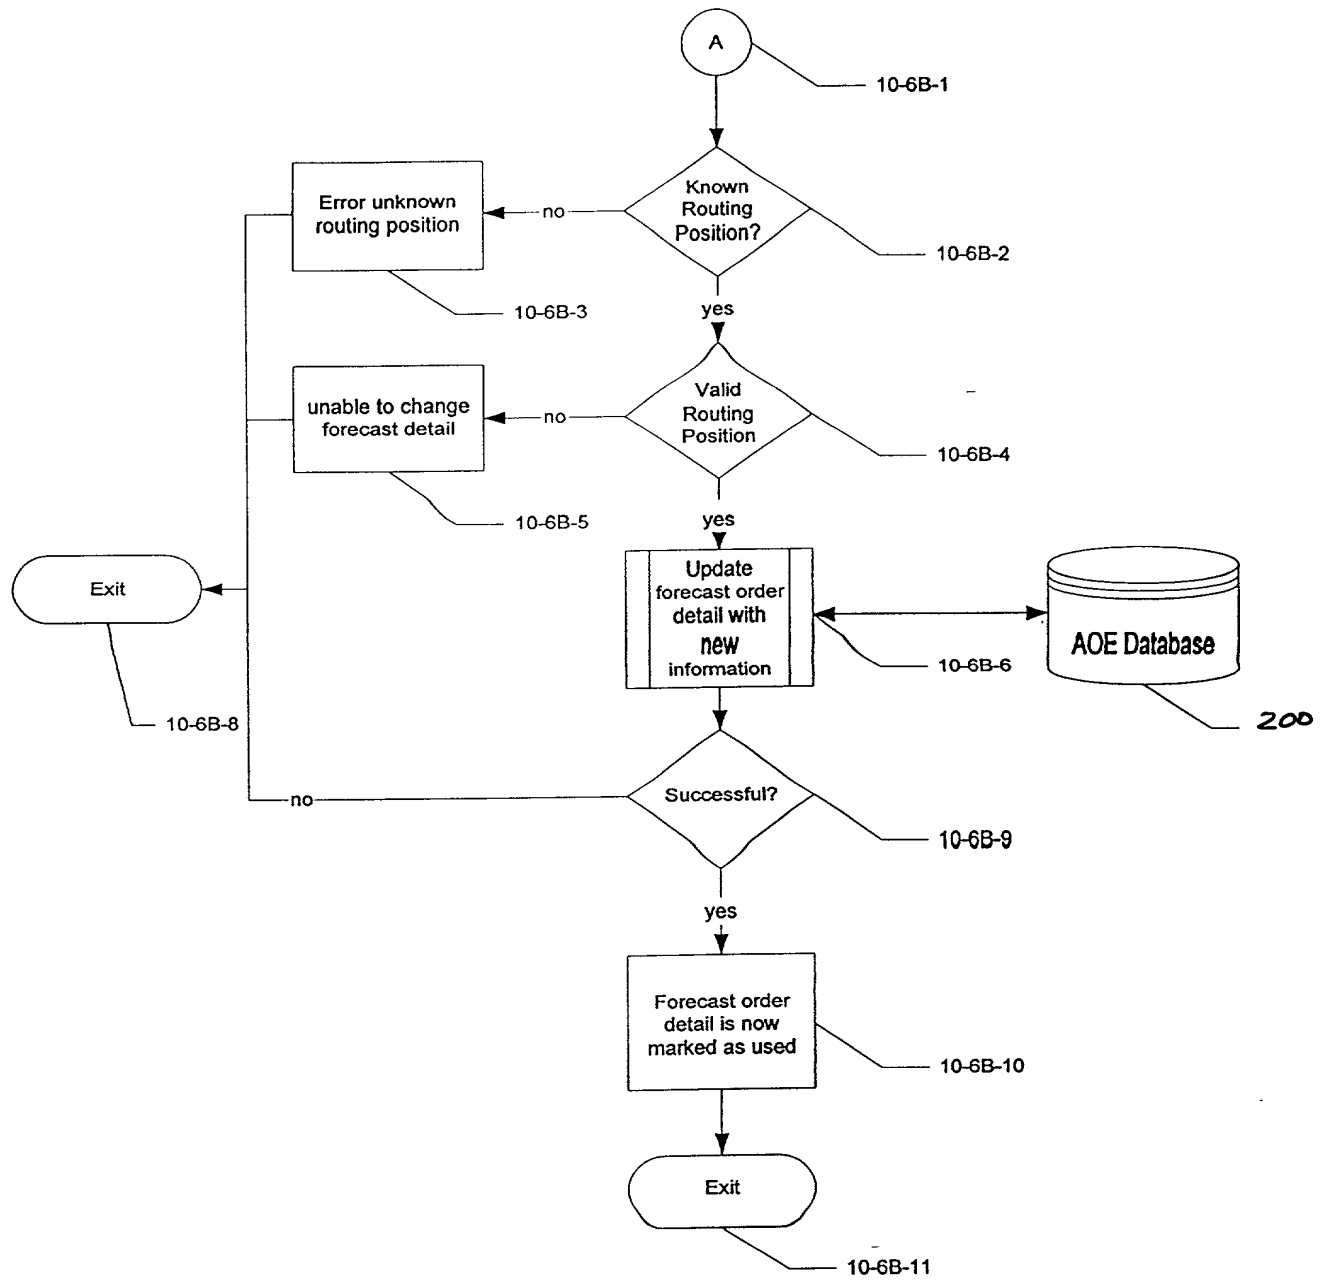 A
10-6B-1
Known
Routing
Position?
10-6B-2
no
Error unknown
routing position
10-6B-3
yes
Valid
Routing
Position
10-6B-4
no
unable to change
forecast detail
10-6B-5
yes
Update
forecast order
detail with
new
information
10-6B-6
AOE Database
200
Exit
10-6B-8
Successful?
no
10-6B-9
yes
Forecast order
detail is now
marked as used
10-6B-10
Exit
10-6B-11